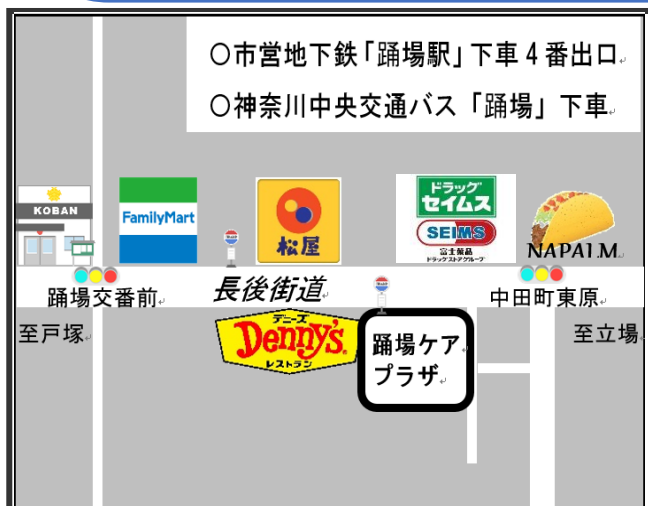 〇市営地下鉄「踊場駅」下車4番出口
〇神奈川中央交通バス「踊場」下車
KOBAN
FamilyMart
松屋
ドラッグ
セイムス
SEIMS
富士薬品
ドラッグストアグループ
NAPALM
踊場交番前
長後街道
中田町東原
至戸塚
デニーズ
Denny's
レストラン
踊場ケア
プラザ
至立場